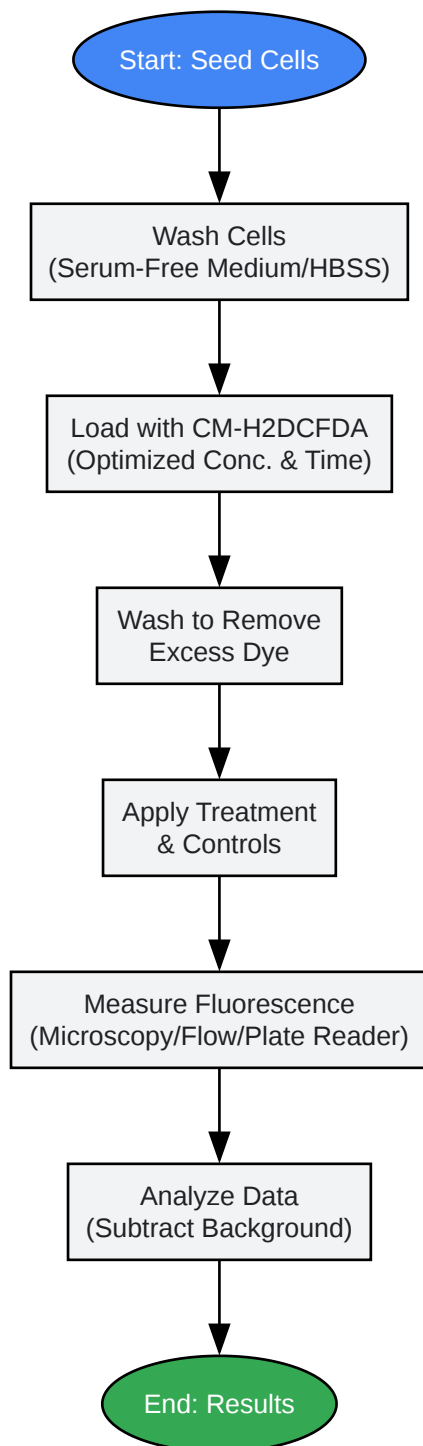 Start: Seed Cells
Wash Cells
(Serum-Free Medium/HBSS)
Load with CM-H2DCFDA
(Optimized Conc. & Time)
Wash to Remove
Excess Dye
Apply Treatment
& Controls
Measure Fluorescence
(Microscopy/Flow/Plate Reader)
Analyze Data
(Subtract Background)
End: Results